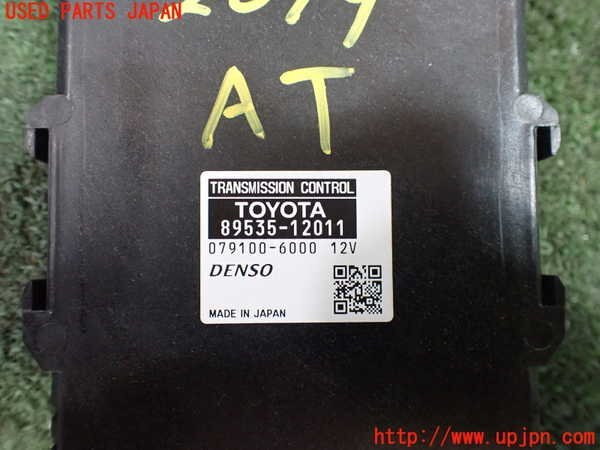 USED PARTS JAPAN
AT
TRANSMISSION CONTROL
TOYOTA
89535-12011
079100-6000 12V
DENSO
MADE IN JAPAN
http://www.upjpn.com/